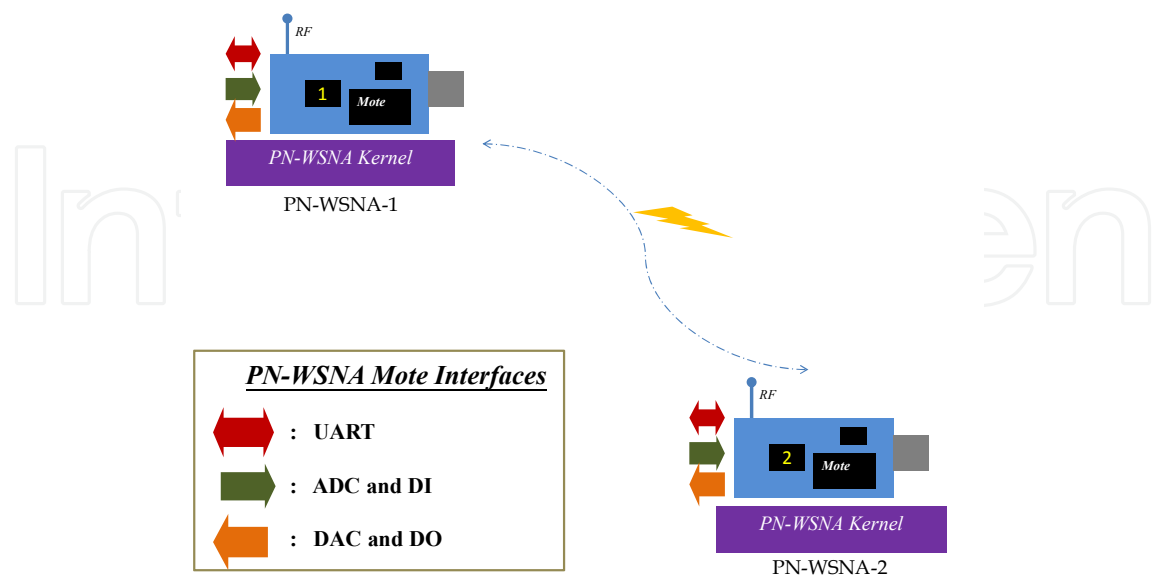 RF
1
Mote
PN-WSNA Kernel
PN-WSNA-1
PN-WSNA Mote Interfaces
: UART
: ADC and DI
: DAC and DO
RF
2
Mote
PN-WSNA Kernel
PN-WSNA-2